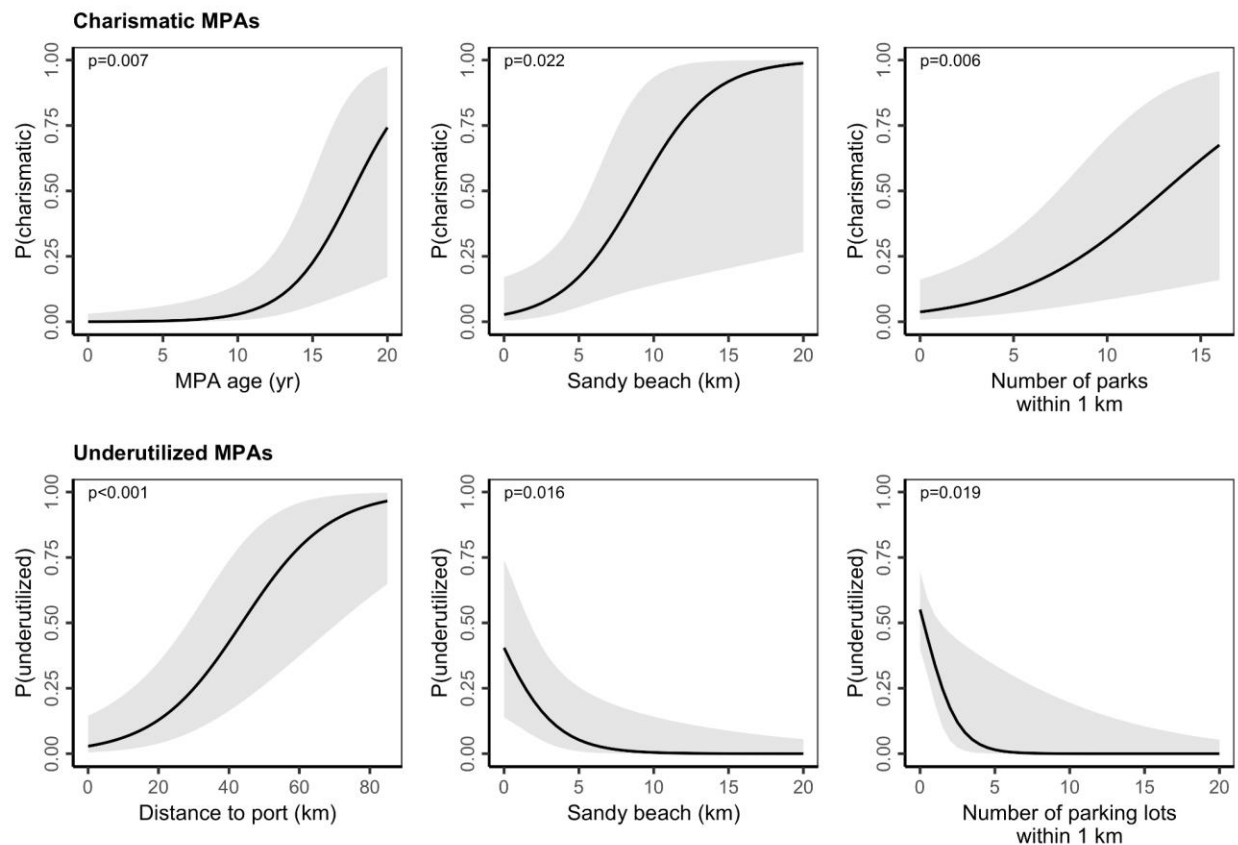 Charismatic MPAs
p=0.007
P(charismatic)
1.00
0.75
0.50
0.25
0.00
0 5 10 15 20
MPA age (yr)
p=0.022
P(charismatic)
1.00
0.75
0.50
0.25
0.00
0 5 10 15 20
Sandy beach (km)
p=0.006
P(charismatic)
1.00
0.75
0.50
0.25
0.00
0 5 10 15
Number of parks
within 1 km
Underutilized MPAs
p<0.001
P(underutilized)
1.00
0.75
0.50
0.25
0.00
0 20 40 60 80
Distance to port (km)
p=0.016
P(underutilized)
1.00
0.75
0.50
0.25
0.00
0 5 10 15 20
Sandy beach (km)
p=0.019
P(underutilized)
1.00
0.75
0.50
0.25
0.00
0 5 10 15 20
Number of parking lots
within 1 km